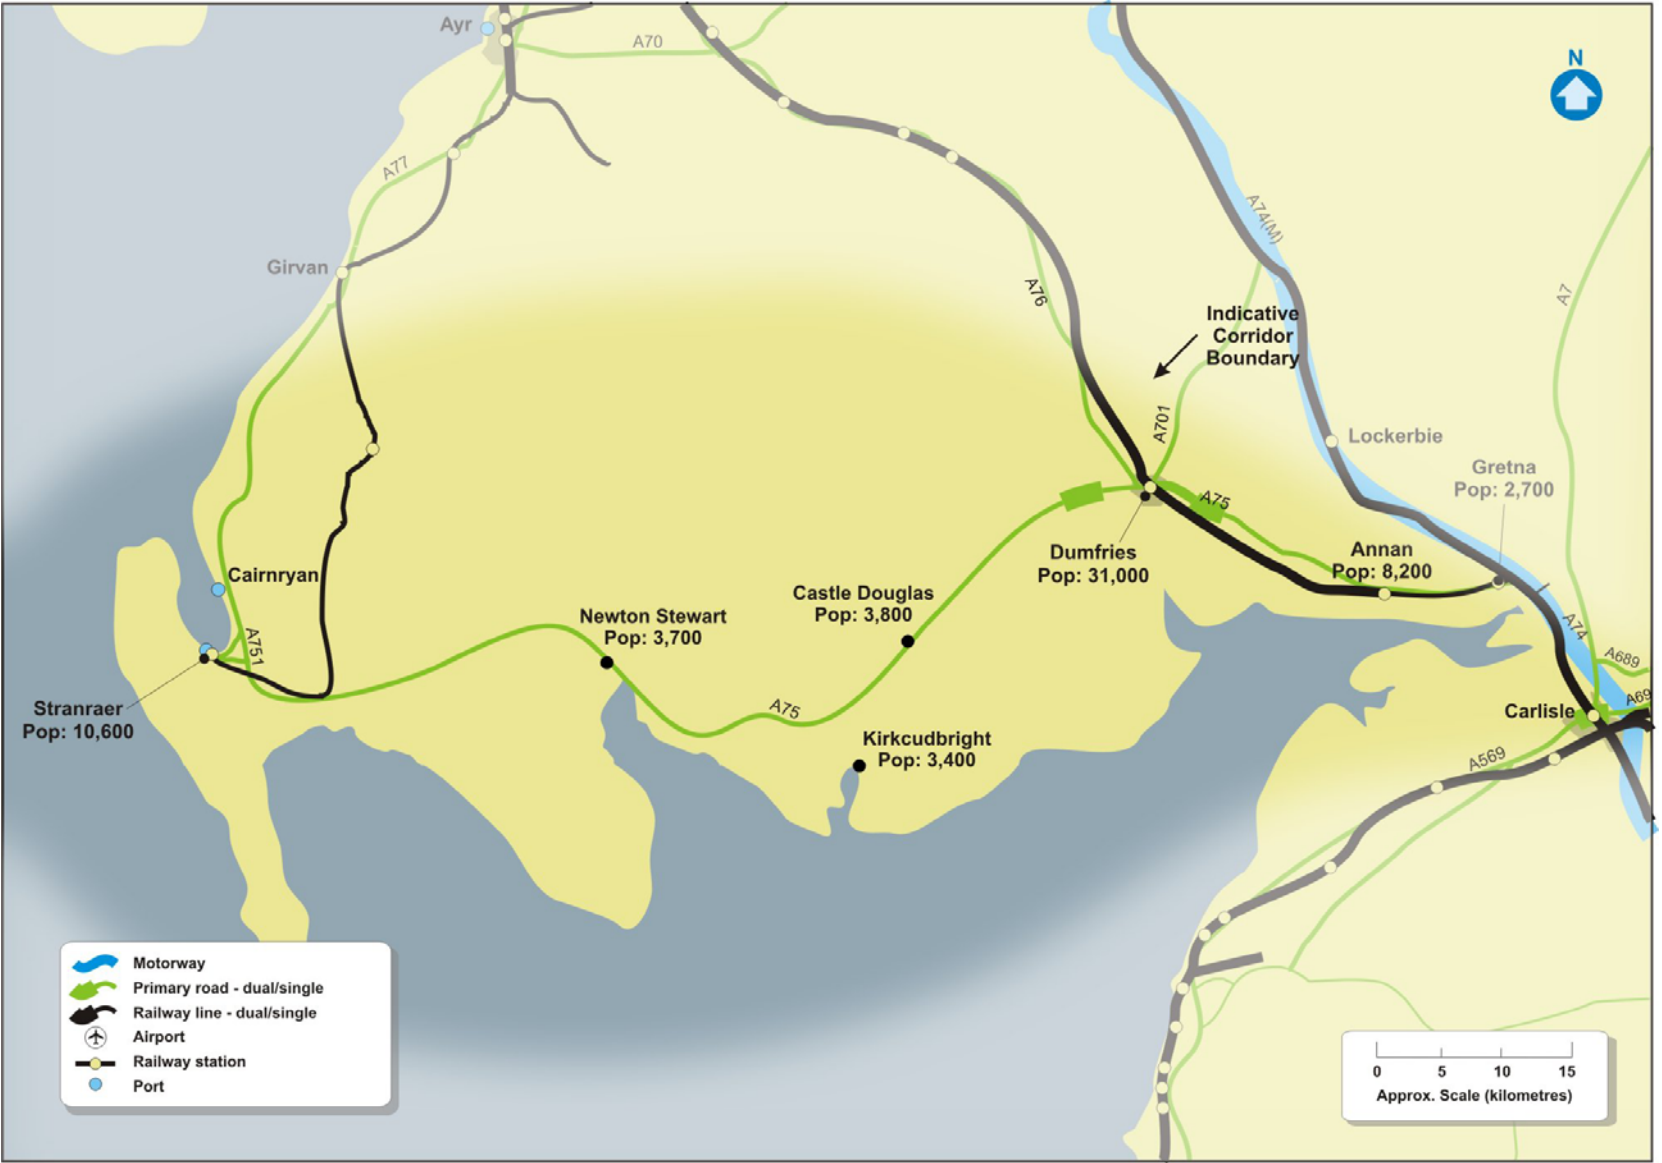 Ayr
A70
N
A77
A74(M)
Girvan
A76
A7
Indicative
Corridor
Boundary
A701
Lockerbie
Gretna
Pop: 2,700
A75
Dumfries
Pop: 31,000
Annan
Pop: 8,200
Cairnryan
Castle Douglas
Pop: 3,800
Newton Stewart
Pop: 3,700
A751
A74
A689
A69
Stranraer
Pop: 10,600
A75
Carlisle
Kirkcudbright
Pop: 3,400
A569
Motorway
Primary road - dual/single
Railway line - dual/single
Airport
Railway station
Port
0 5 10 15
Approx. Scale (kilometres)